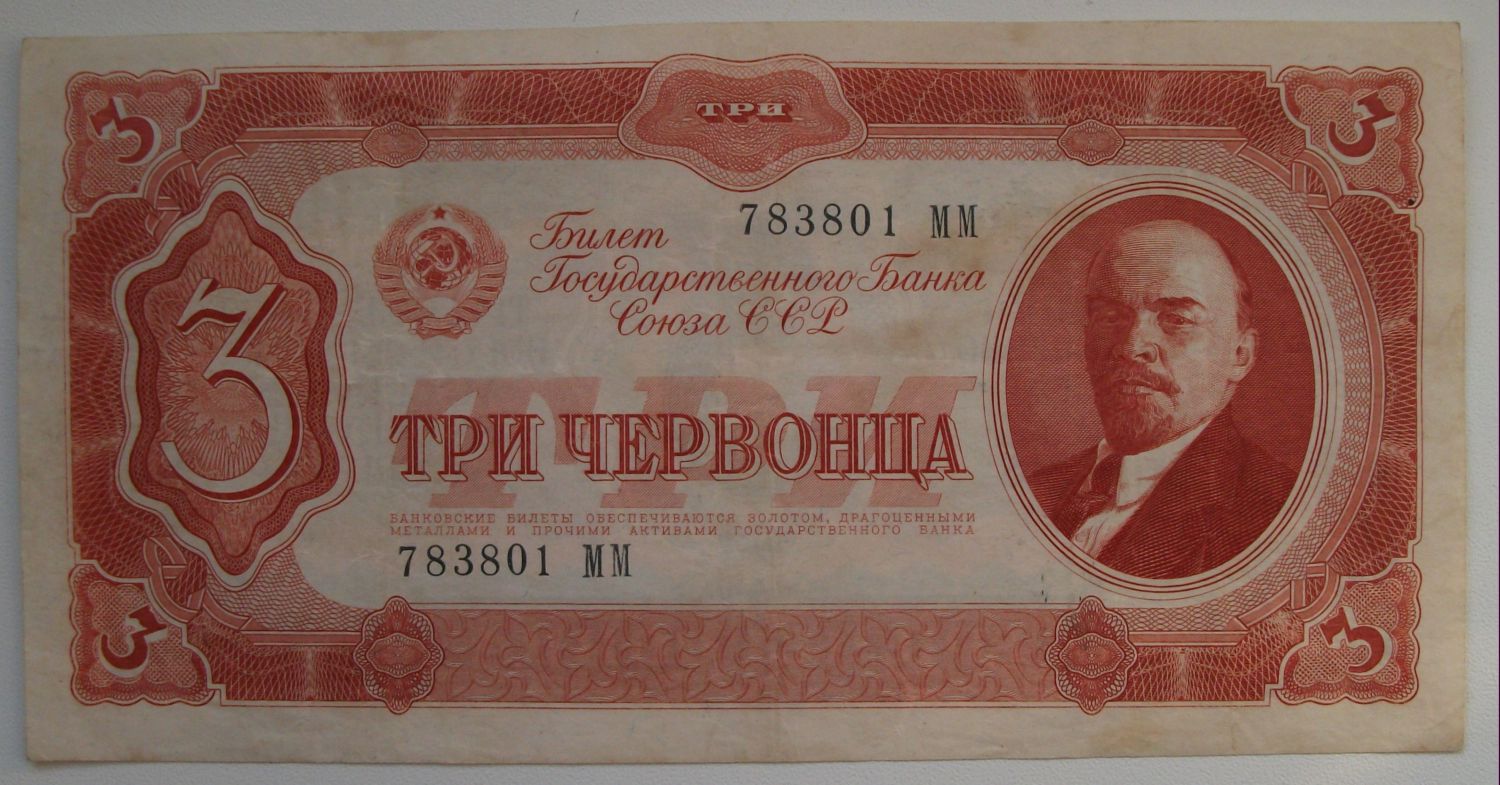 3
ТРИ
3
783801 ММ
Билет
Государственного Банка
Союза ССР
3
ТРИ
ТРИ ЧЕРВОНЦА
БАНКОВСКИЕ БИЛЕТЫ ОБЕСПЕЧИВАЮТСЯ ЗОЛОТОМ, ДРАГОЦЕННЫМИ
МЕТАЛЛАМИ И ПРОЧИМИ АКТИВАМИ ГОСУДАРСТВЕННОГО БАНКА
783801 ММ
3
3